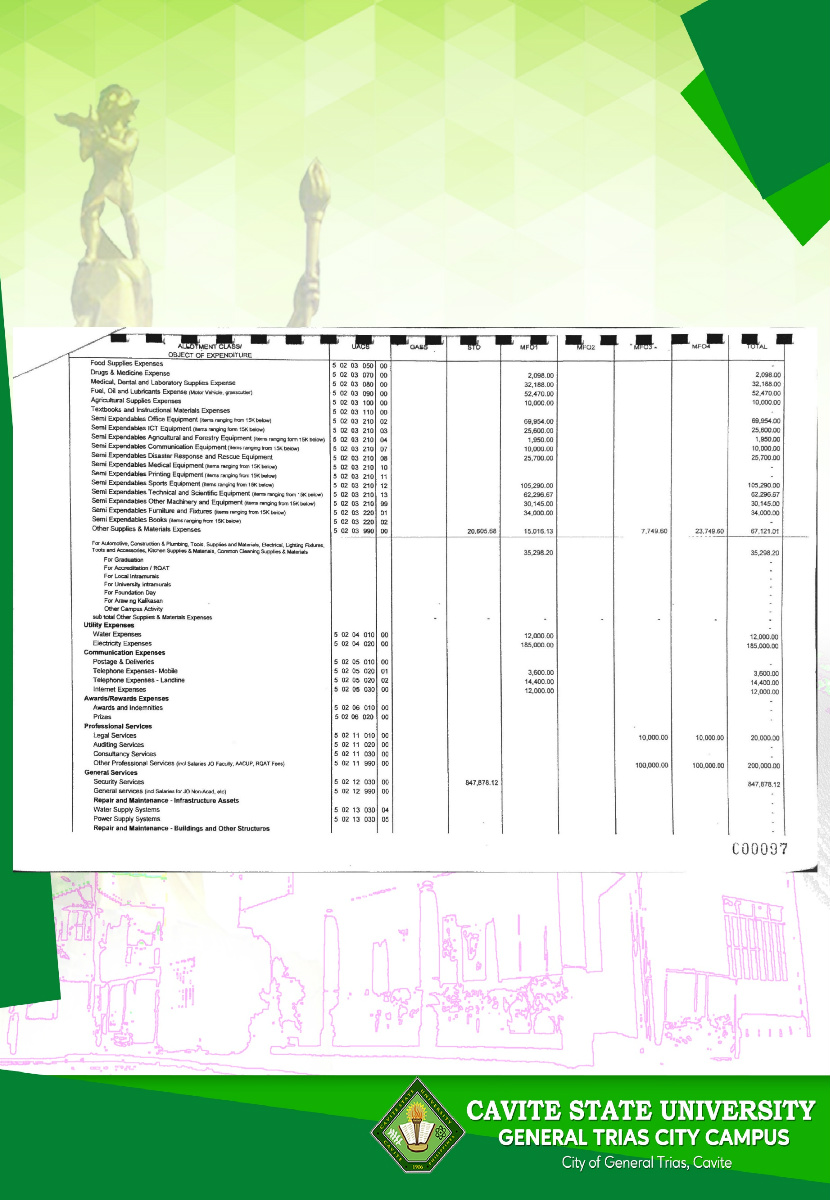 ALLOTMENT CLASS/ UACS GAES STO MFO1 MFO2 MFO3 MFO4 TOTAL
OBJECT OF EXPENDITURE
Food Supplies Expenses 5 02 03 050 00 -
Drugs & Medicine Expense 5 02 03 070 00 2,098.00 2,098.00
Medical, Dental and Laboratory Supplies Expense 5 02 03 080 00 32,188.00 32,188.00
Fuel, Oil and Lubricants Expense (Motor Vehicle, grasscutter) 5 02 03 090 00 52,470.00 52,470.00
Agricultural Supplies Expenses 5 02 03 100 00 10,000.00 10,000.00
Textbooks and Instructional Materials Expenses 5 02 03 110 00 -
Semi Expendables Office Equipment (items ranging from 15K below) 5 02 03 210 02 69,954.00 69,954.00
Semi Expendables ICT Equipment (items ranging form 15K below) 5 02 03 210 03 25,600.00 25,600.00
Semi Expendables Agricultural and Forestry Equipment (items ranging form 15K below) 5 02 03 210 04 1,950.00 1,950.00
Semi Expendables Communication Equipment (items ranging from 15K below) 5 02 03 210 07 10,000.00 10,000.00
Semi Expendables Disaster Response and Rescue Equipment 5 02 03 210 08 25,700.00 25,700.00
Semi Expendables Medical Equipment (items ranging from 15K below) 5 02 03 210 10 -
Semi Expendables Printing Equipment (items ranging from 15K below) 5 02 03 210 11 -
Semi Expendables Sports Equipment (items ranging from 15K below) 5 02 03 210 12 105,290.00 105,290.00
Semi Expendables Technical and Scientific Equipment (items ranging from 15K below) 5 02 03 210 13 62,296.67 62,296.67
Semi Expendables Other Machinery and Equipment (items ranging from 15K below) 5 02 03 210 99 30,145.00 30,145.00
Semi Expendables Furniture and Fixtures (items ranging from 15K below) 5 02 03 220 01 34,000.00 34,000.00
Semi Expendables Books (items ranging from 15K below) 5 02 03 220 02 -
Other Supplies & Materials Expenses 5 02 03 990 00 20,605.68 15,016.13 7,749.60 23,749.60 67,121.01
For Automotive, Construction & Plumbing, Tools, Supplies and Materials, Electrical, Lighting Fixtures,
Tools and Accessories, Kitchen Supplies & Materials, Common Cleaning Supplies & Materials 35,298.20 35,298.20
For Graduation -
For Accreditation / RQAT -
For Local Intramurals -
For University Intramurals -
For Foundation Day -
For Araw ng Kalikasan -
Other Campus Activity -
sub total Other Supplies & Materials Expenses - - - - - - -
Utility Expenses
Water Expenses 5 02 04 010 00 12,000.00 12,000.00
Electricity Expenses 5 02 04 020 00 185,000.00 185,000.00
Communication Expenses
Postage & Deliveries 5 02 05 010 00 -
Telephone Expenses- Mobile 5 02 05 020 01 3,600.00 3,600.00
Telephone Expenses - Landline 5 02 05 020 02 14,400.00 14,400.00
Internet Expenses 5 02 05 030 00 12,000.00 12,000.00
Awards/Rewards Expenses -
Awards and Indemnities 5 02 06 010 00 -
Prizes 5 02 06 020 00 -
Professional Services
Legal Services 5 02 11 010 00 10,000.00 10,000.00 20,000.00
Auditing Services 5 02 11 020 00 -
Consultancy Services 5 02 11 030 00 -
Other Professional Services (incl Salaries JO Faculty, AACUP, RQAT Fees) 5 02 11 990 00 100,000.00 100,000.00 200,000.00
General Services
Security Services 5 02 12 030 00 847,878.12 847,878.12
General services (incl Salaries for JO Non-Acad, etc) 5 02 12 990 00 -
Repair and Maintenance - Infrastructure Assets -
Water Supply Systems 5 02 13 030 04 -
Power Supply Systems 5 02 13 030 05 -
Repair and Maintenance - Buildings and Other Structures -
C00097
CAVITE STATE UNIVERSITY
GENERAL TRIAS CITY CAMPUS
City of General Trias, Cavite
1906